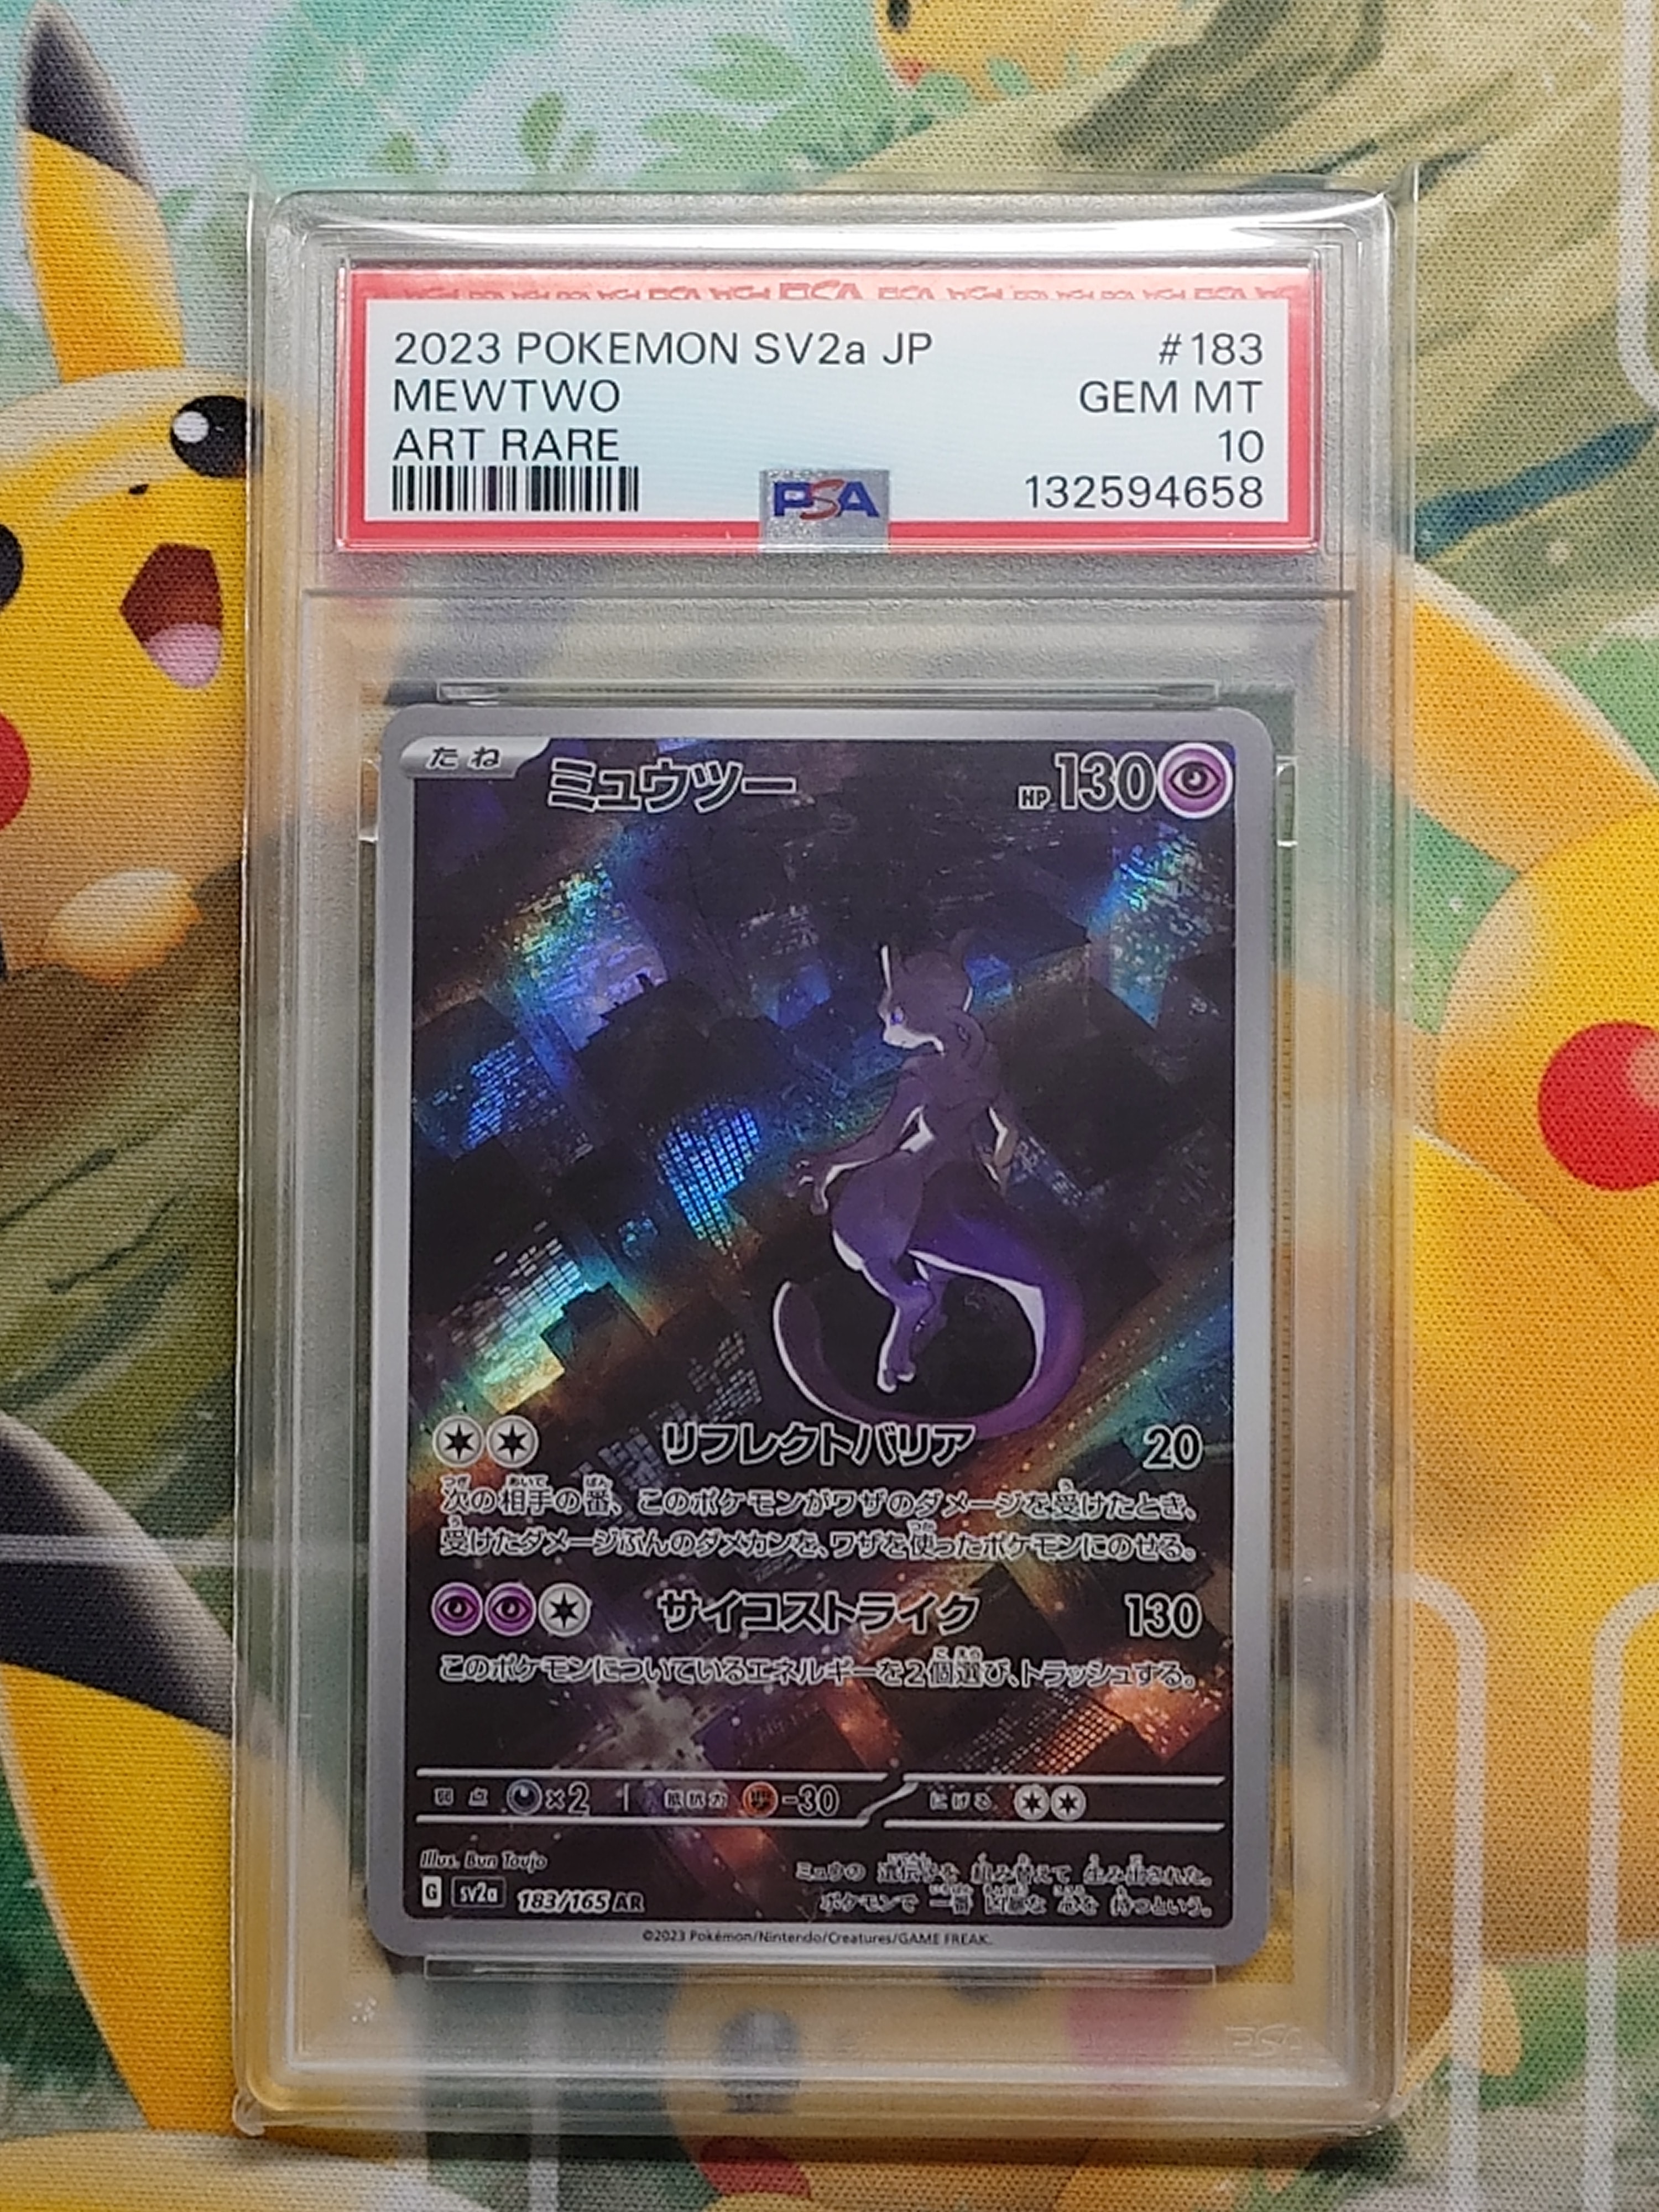 2023 POKEMON SV2a JP #183
MEWTWO GEM MT
ART RARE 10
PSA 132594658
たね ミュウツー HP 130
リフレクトバリア 20
次の相手の番、このポケモンがワザのダメージを受けたとき、
受けたダメージぶんのダメカンを、ワザを使ったポケモンにのせる。
サイコストライク 130
このポケモンについているエネルギーを2個選び、トラッシュする。
弱点 ×2 抵抗力 -30 にげる
Illus. Bun Toujo
ミュウの 遺伝子を 組み替えて 生み出された。
G sv2a 183/165 AR
ポケモンで 一番 凶暴な 心を 持つという。
©2023 Pokémon/Nintendo/Creatures/GAME FREAK.
PSA